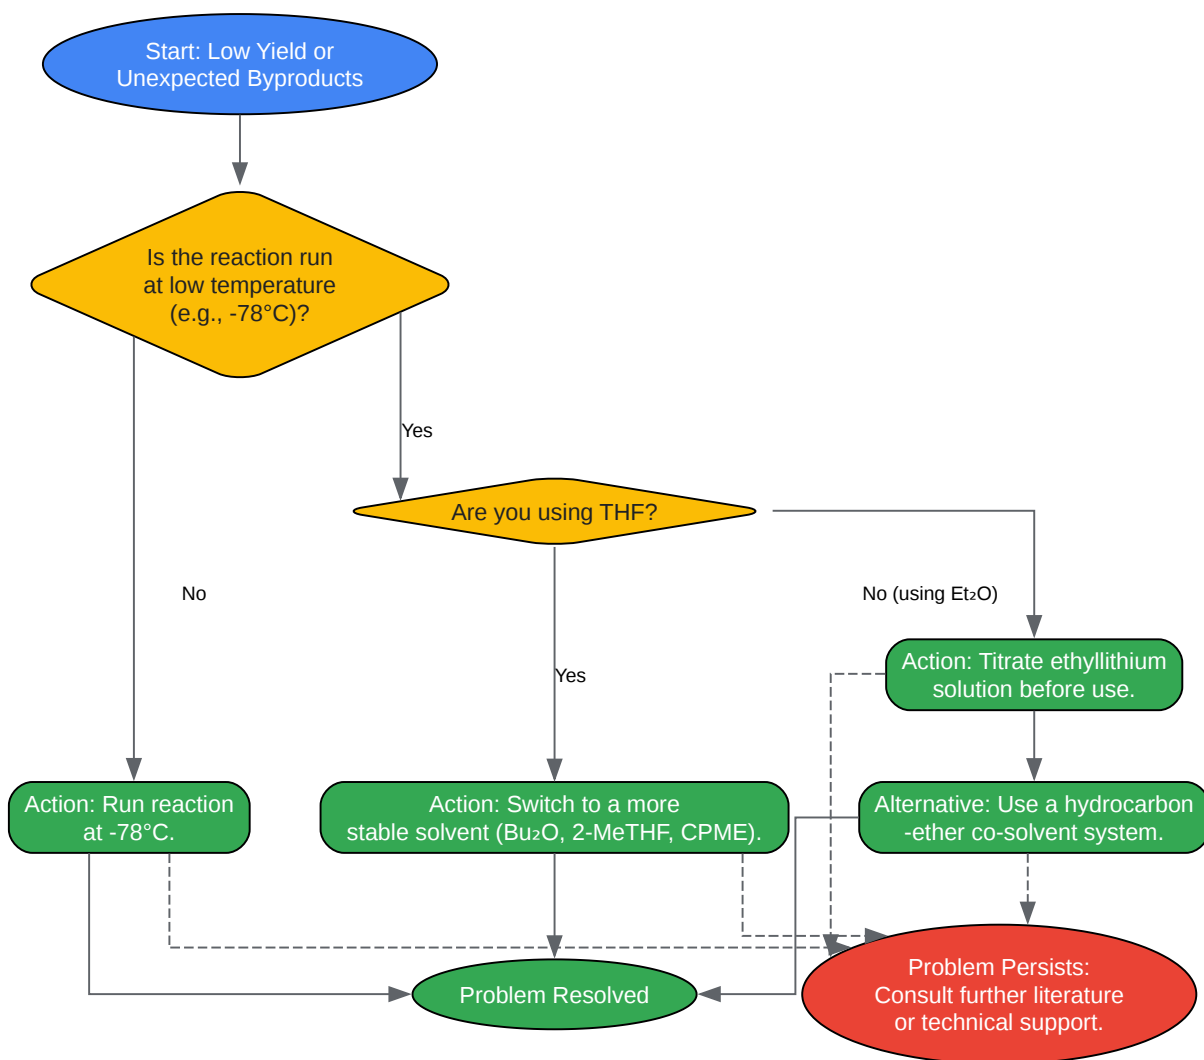 Start: Low Yield or
Unexpected Byproducts
Is the reaction run
at low temperature
(e.g., -78°C)?
Yes
Are you using THF?
No
No (using Et₂O)
Yes
Action: Titrate ethyllithium
solution before use.
Action: Run reaction
at -78°C.
Action: Switch to a more
stable solvent (Bu₂O, 2-MeTHF, CPME).
Alternative: Use a hydrocarbon
-ether co-solvent system.
Problem Resolved
Problem Persists:
Consult further literature
or technical support.